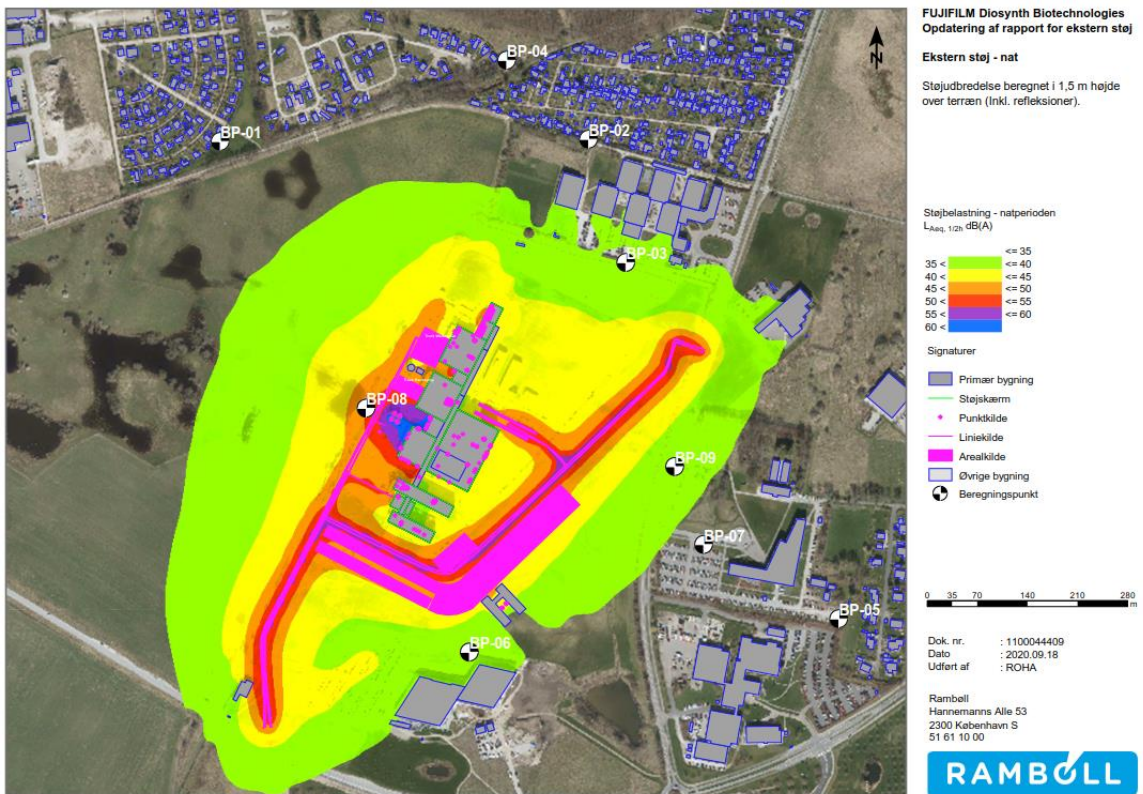 FUJIFILM Diosynth Biotechnologies
Opdatering af rapport for ekstern støj
Ekstern støj - nat
Støjudbredelse beregnet i 1,5 m højde
over terræn (Inkl. refleksioner).
N
BP-04
BP-01
BP-02
BP-03
BP-08
BP-09
BP-07
BP-05
BP-06
Støjbelastning - natperioden
LAeq, 1/2h dB(A)
<= 35
35 < <= 40
40 < <= 45
45 < <= 50
50 < <= 55
55 < <= 60
60 <
Signaturer
Primær bygning
Støjskærm
Punktkilde
Liniekilde
Arealkilde
Øvrige bygning
Beregningspunkt
0 35 70 140 210 280
m
Dok. nr. : 1100044409
Dato : 2020.09.18
Udført af : ROHA
Rambøll
Hannemanns Alle 53
2300 København S
51 61 10 00
RAMBOLL